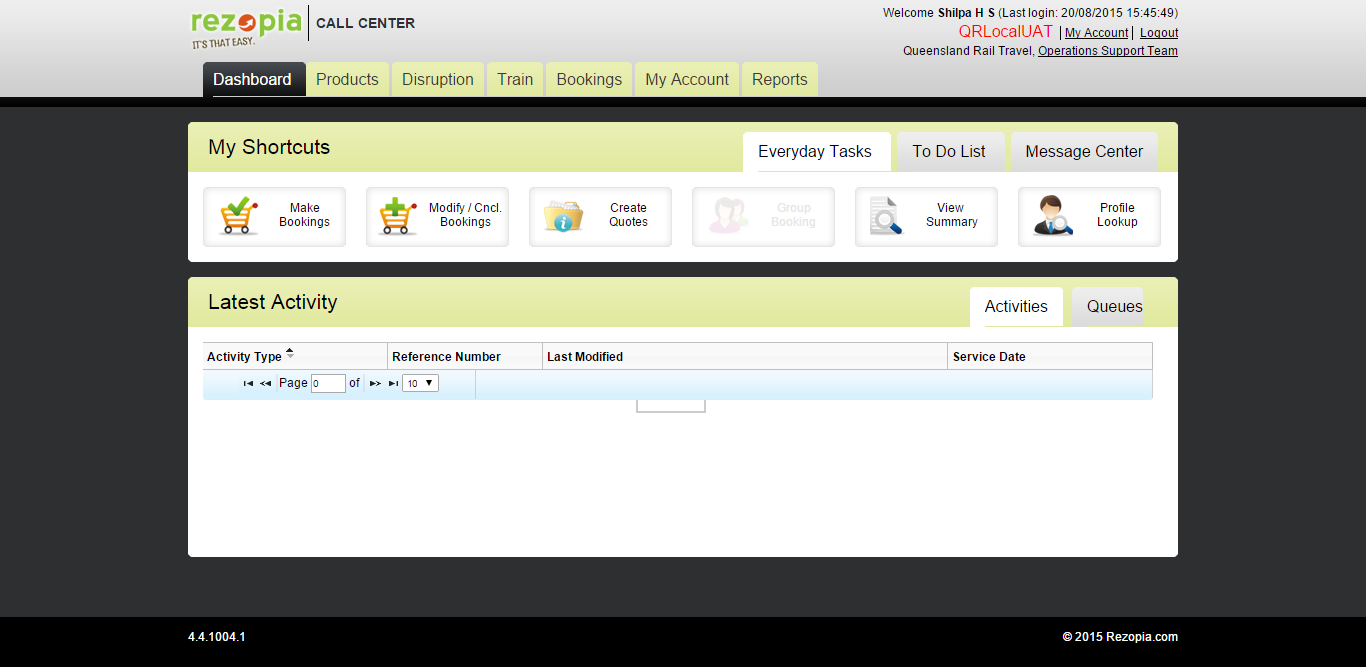 rezopia
IT'S THAT EASY.
CALL CENTER
Welcome Shilpa H S (Last login: 20/08/2015 15:45:49)
QRLocalUAT | My Account | Logout
Queensland Rail Travel, Operations Support Team
Dashboard Products Disruption Train Bookings My Account Reports
My Shortcuts
Everyday Tasks To Do List Message Center
Make
Bookings
Modify / Cncl.
Bookings
Create
Quotes
Group
Booking
View
Summary
Profile
Lookup
Latest Activity
Activities Queues
Activity Type Reference Number Last Modified Service Date
Page 0 of 10
4.4.1004.1
© 2015 Rezopia.com